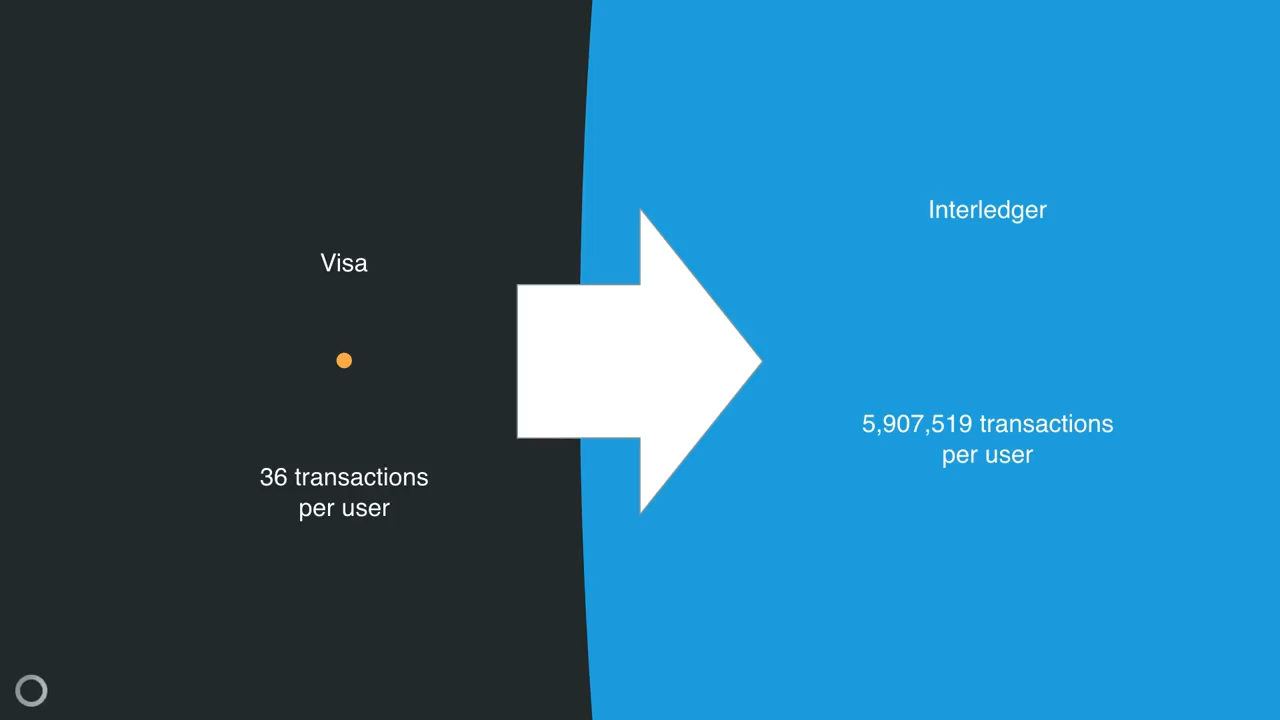 Visa
36 transactions
per user
Interledger
5,907,519 transactions
per user